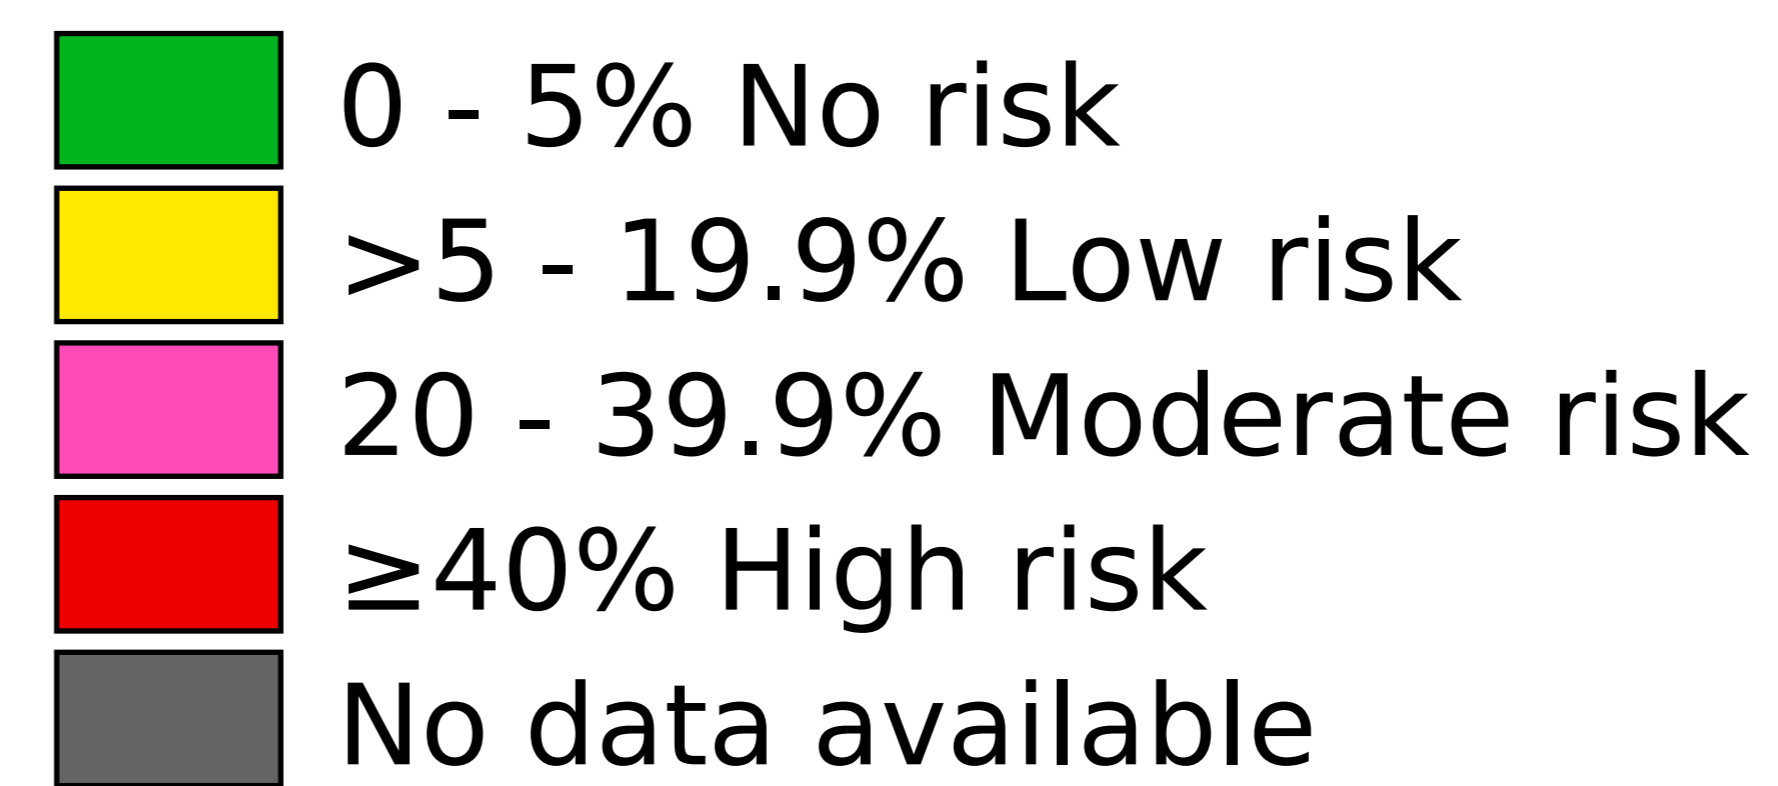 0 - 5% No risk
>5 - 19.9% Low risk
20 - 39.9% Moderate risk
≥40% High risk
No data available